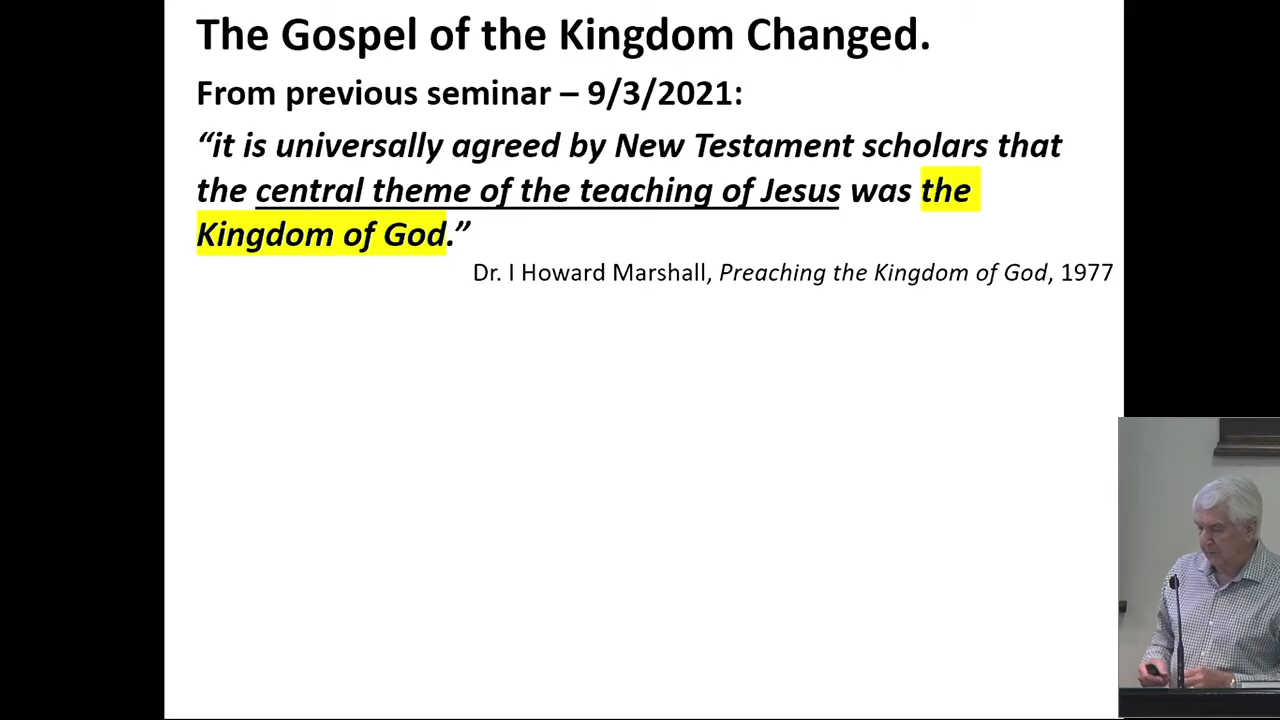 The Gospel of the Kingdom Changed.
From previous seminar – 9/3/2021:
“it is universally agreed by New Testament scholars that
the central theme of the teaching of Jesus was the
Kingdom of God.”
Dr. I Howard Marshall, Preaching the Kingdom of God, 1977